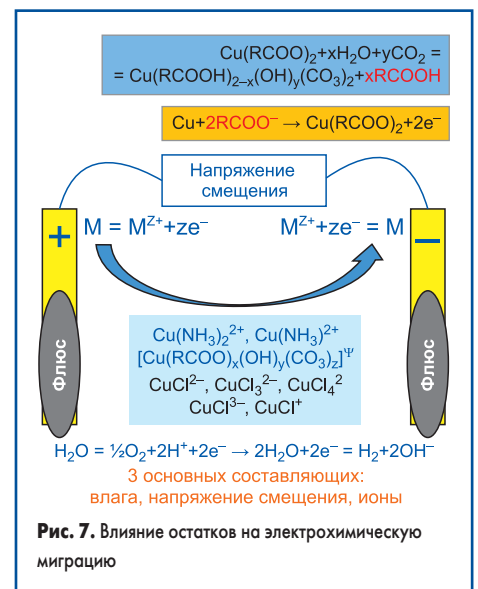 Cu(RCOO)₂+xH₂O+yCO₂ =
= Cu(RCOOH)₂₋ₓ(OH)ᵧ(CO₃)₂+xRCOOH
Cu+2RCOO⁻ → Cu(RCOO)₂+2e⁻
Напряжение
смещения
+
M = Mᶻ⁺+ze⁻
Mᶻ⁺+ze⁻ = M
−
Флюс
Флюс
Cu(NH₃)₂²⁺, Cu(NH₃)²⁺
[Cu(RCOO)ₓ(OH)ᵧ(CO₃)z]^Ψ
CuCl²⁻, CuCl₃²⁻, CuCl₄²
CuCl³⁻, CuCl⁺
H₂O = ½O₂+2H⁺+2e⁻ → 2H₂O+2e⁻ = H₂+2OH⁻
3 основных составляющих:
влага, напряжение смещения, ионы
Рис. 7. Влияние остатков на электрохимическую
миграцию